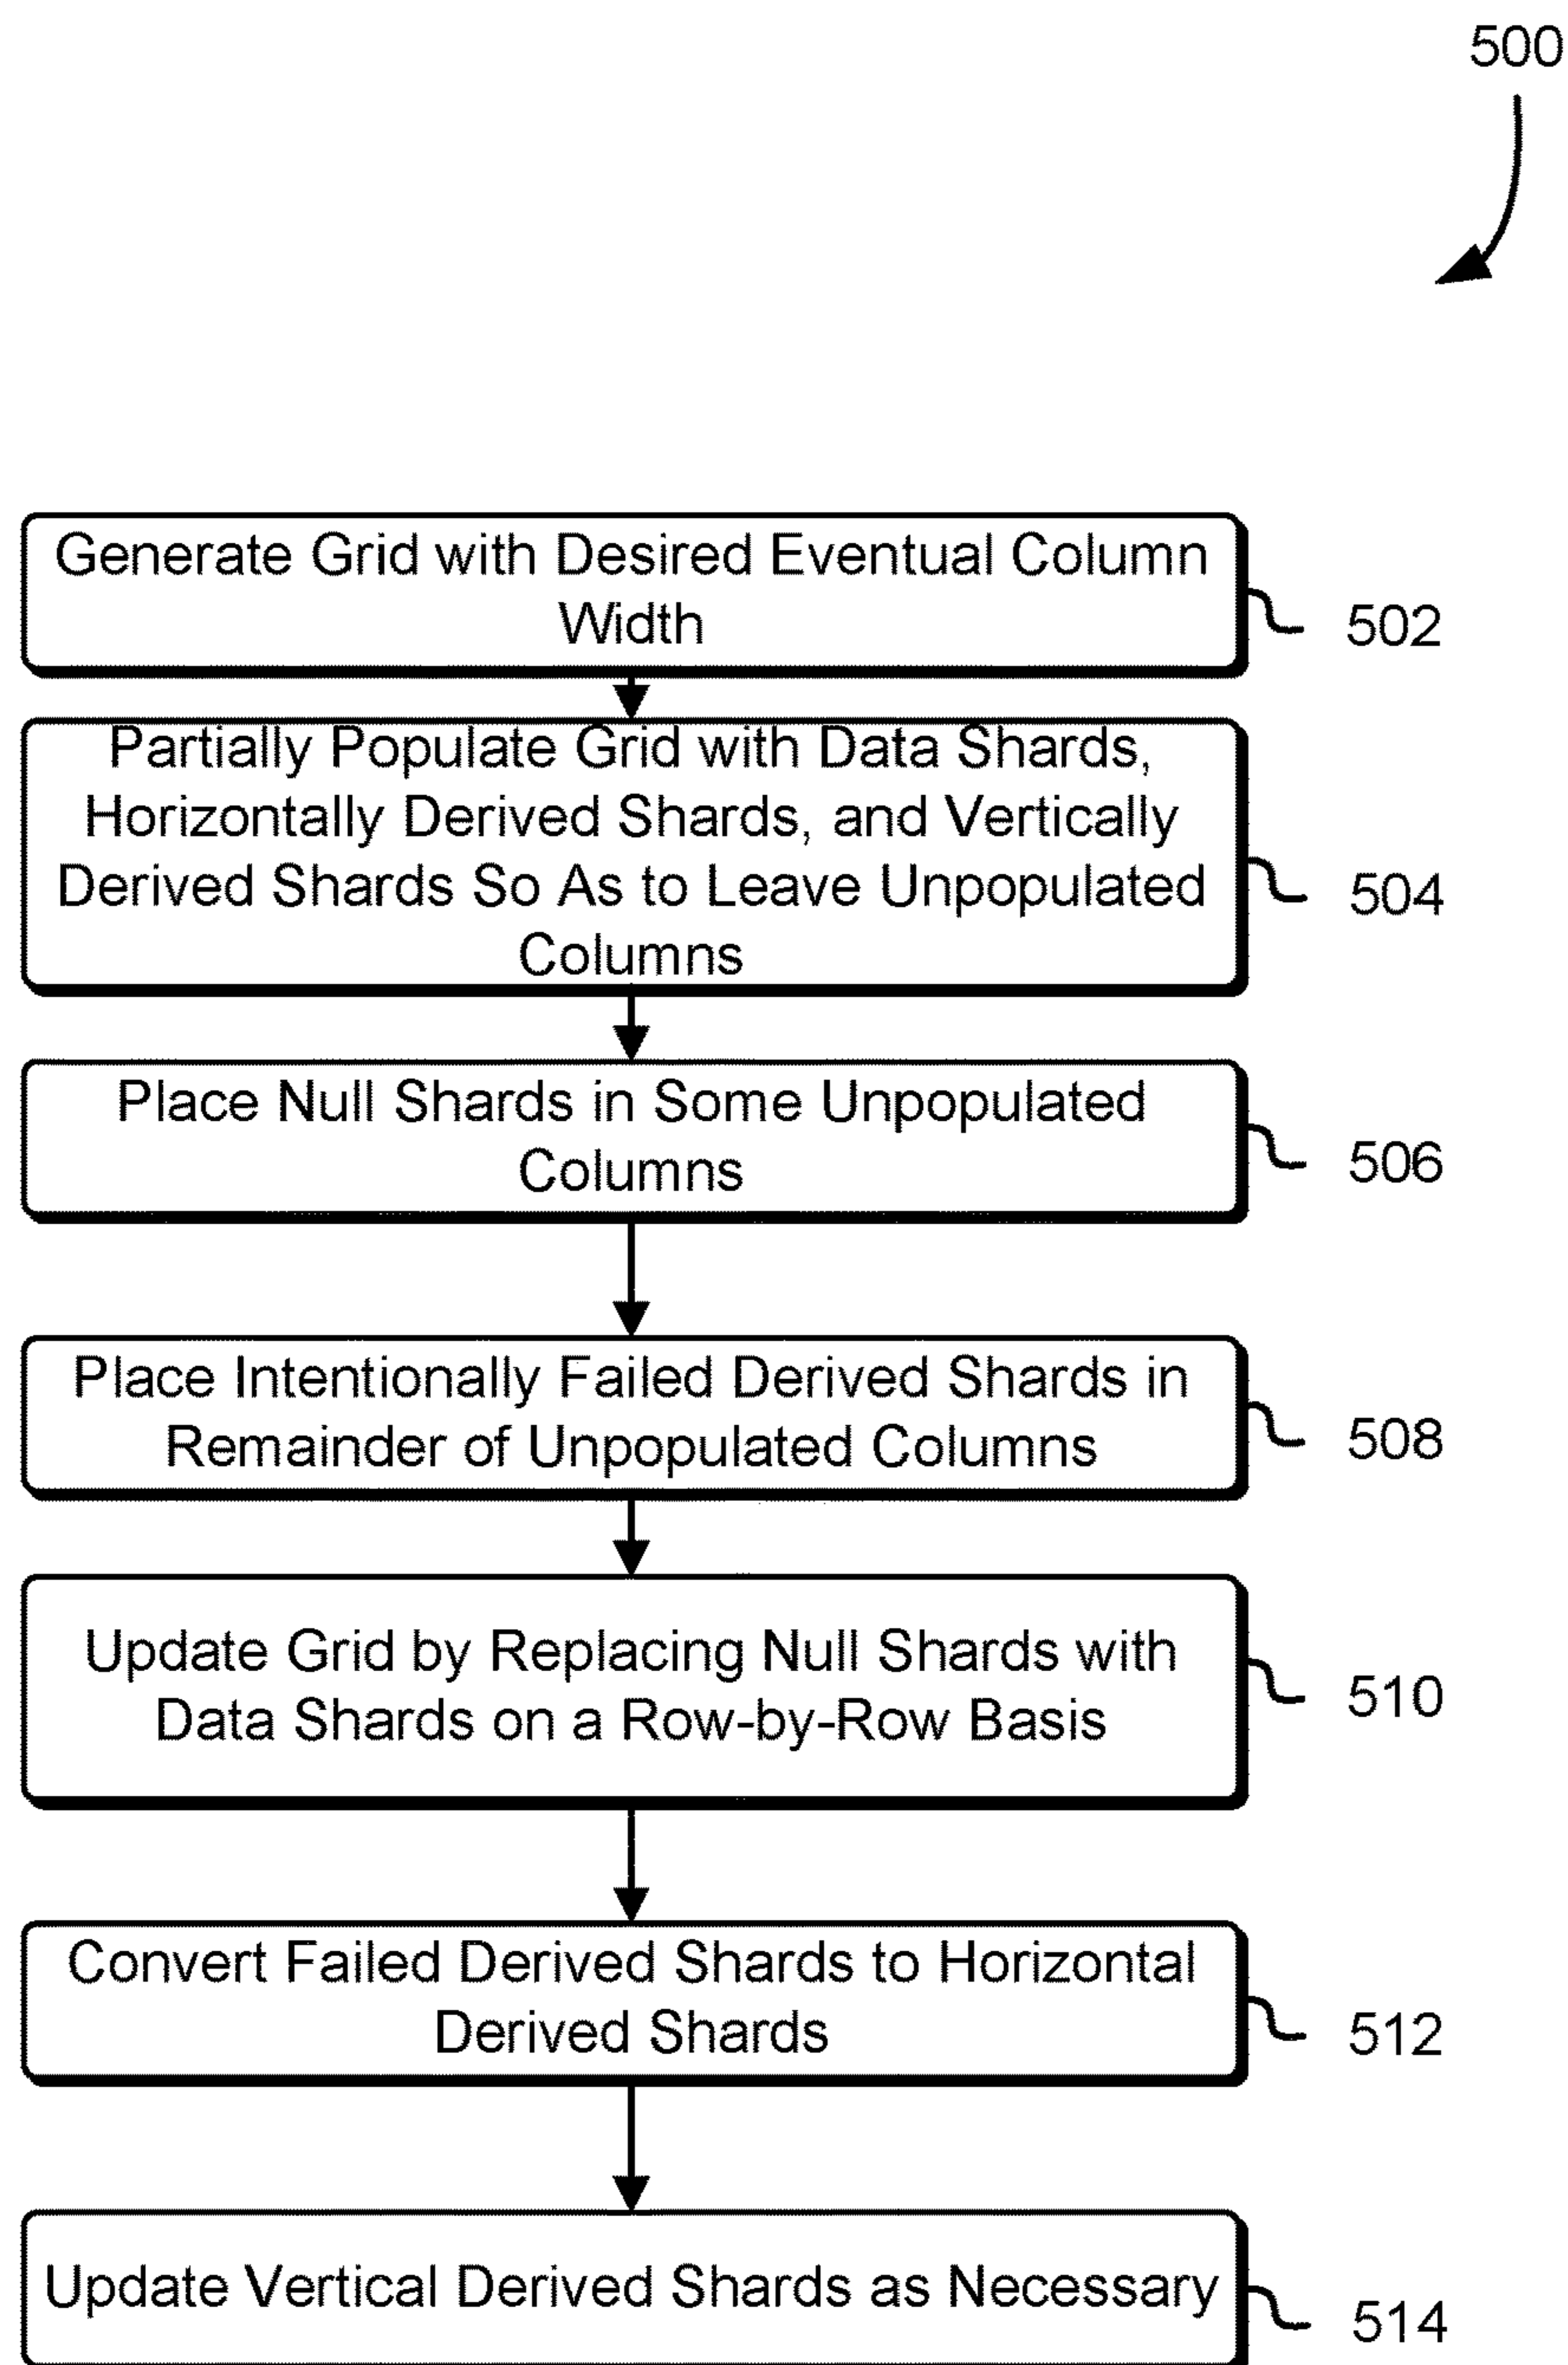 500
Generate Grid with Desired Eventual Column
Width
502
Partially Populate Grid with Data Shards,
Horizontally Derived Shards, and Vertically
Derived Shards So As to Leave Unpopulated
Columns
504
Place Null Shards in Some Unpopulated
Columns
506
Place Intentionally Failed Derived Shards in
Remainder of Unpopulated Columns
508
Update Grid by Replacing Null Shards with
Data Shards on a Row-by-Row Basis
510
Convert Failed Derived Shards to Horizontal
Derived Shards
512
Update Vertical Derived Shards as Necessary
514